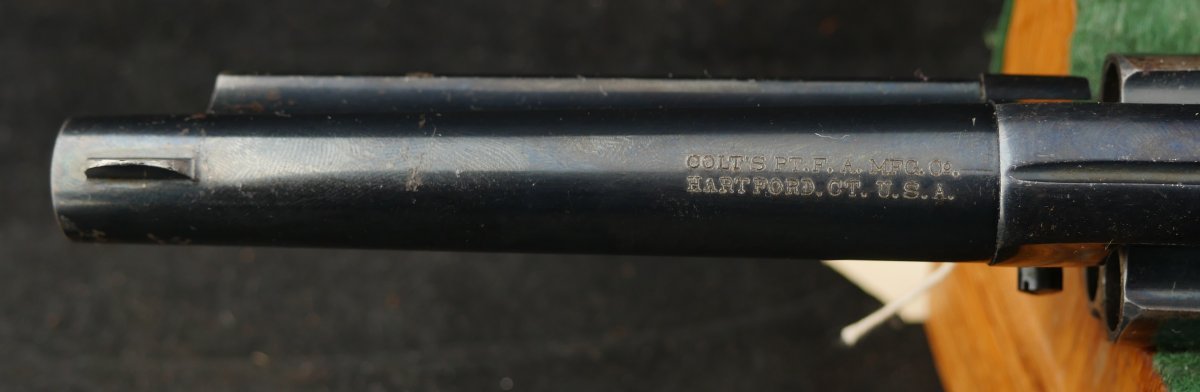 COLT'S PT. F. A. MFG. Co.
HARTFORD. CT. U. S. A.